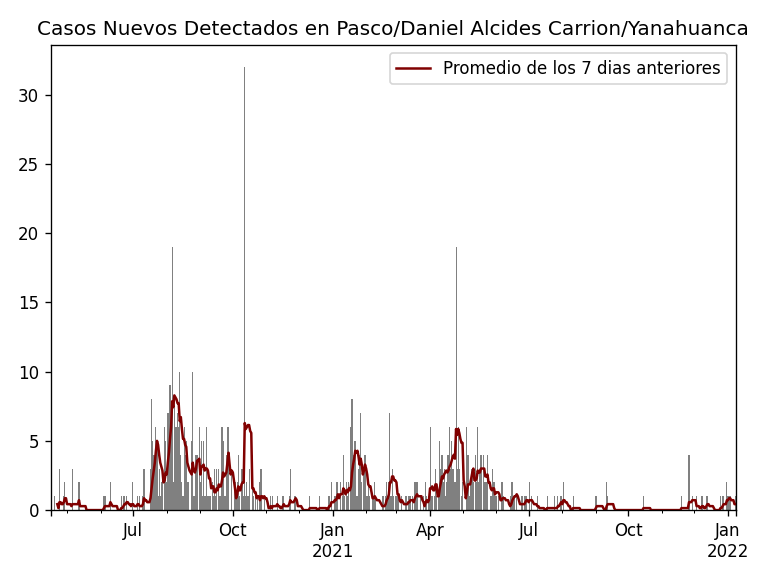 Casos Nuevos Detectados en Pasco/Daniel Alcides Carrion/Yanahuanca
Promedio de los 7 dias anteriores
30
25
20
15
10
5
0
Jul Oct Jan Apr Jul Oct Jan
2021 2022